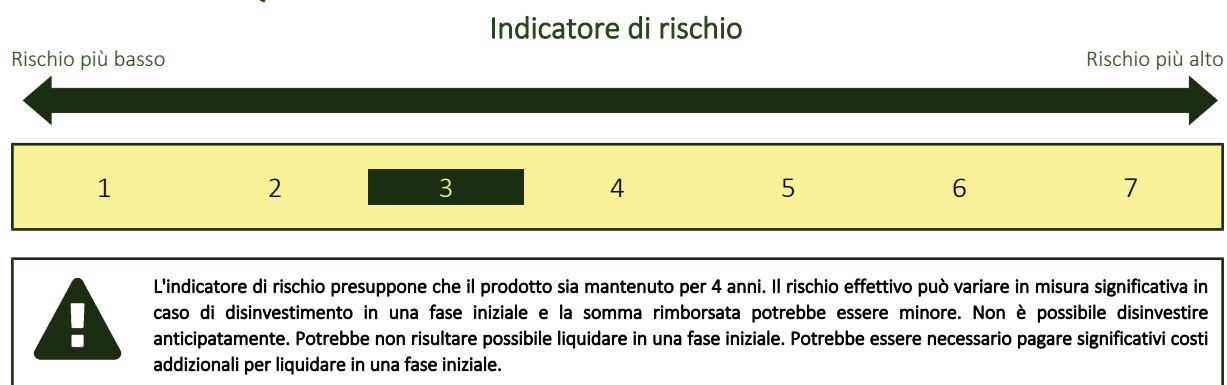 Indicatore di rischio
Rischio più basso
Rischio più alto
1 2 3 4 5 6 7
L'indicatore di rischio presuppone che il prodotto sia mantenuto per 4 anni. Il rischio effettivo può variare in misura significativa in
caso di disinvestimento in una fase iniziale e la somma rimborsata potrebbe essere minore. Non è possibile disinvestire
anticipatamente. Potrebbe non risultare possibile liquidare in una fase iniziale. Potrebbe essere necessario pagare significativi costi
addizionali per liquidare in una fase iniziale.